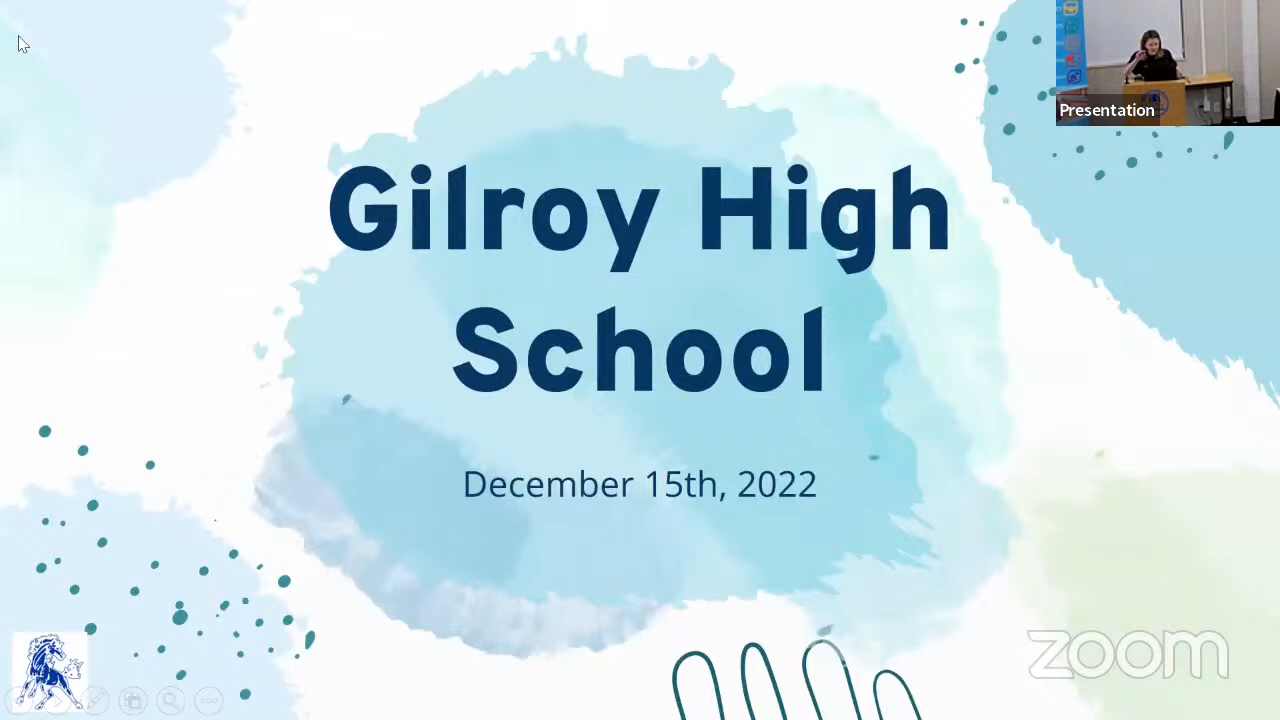 Presentation
Gilroy High
School
December 15th, 2022
zoom